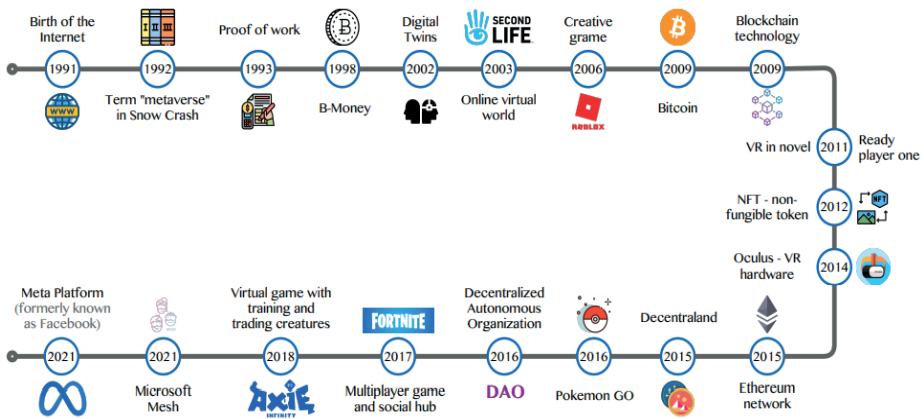 Birth of the
Internet
1991
WWW
I II III
1992
Term "metaverse"
in Snow Crash
Proof of work
1993
1998
B-Money
Digital
Twins
2002
SECOND
LIFE
2003
Online virtual
world
Creative
grame
2006
ROBLOX
2009
Bitcoin
Blockchain
technology
2009
VR in novel
2011
Ready
player one
NFT - non-
fungible token
2012
NFT
Oculus - VR
hardware
2014
2015
Ethereum
network
Decentraland
2015
2016
Pokemon GO
Decentralized
Autonomous
Organization
2016
DAO
FORTNITE
2017
Multiplayer game
and social hub
Virtual game with
training and
trading creatures
2018
AXIE
INFINITY
2021
Microsoft
Mesh
Meta Platform
(formerly known
as Facebook)
2021